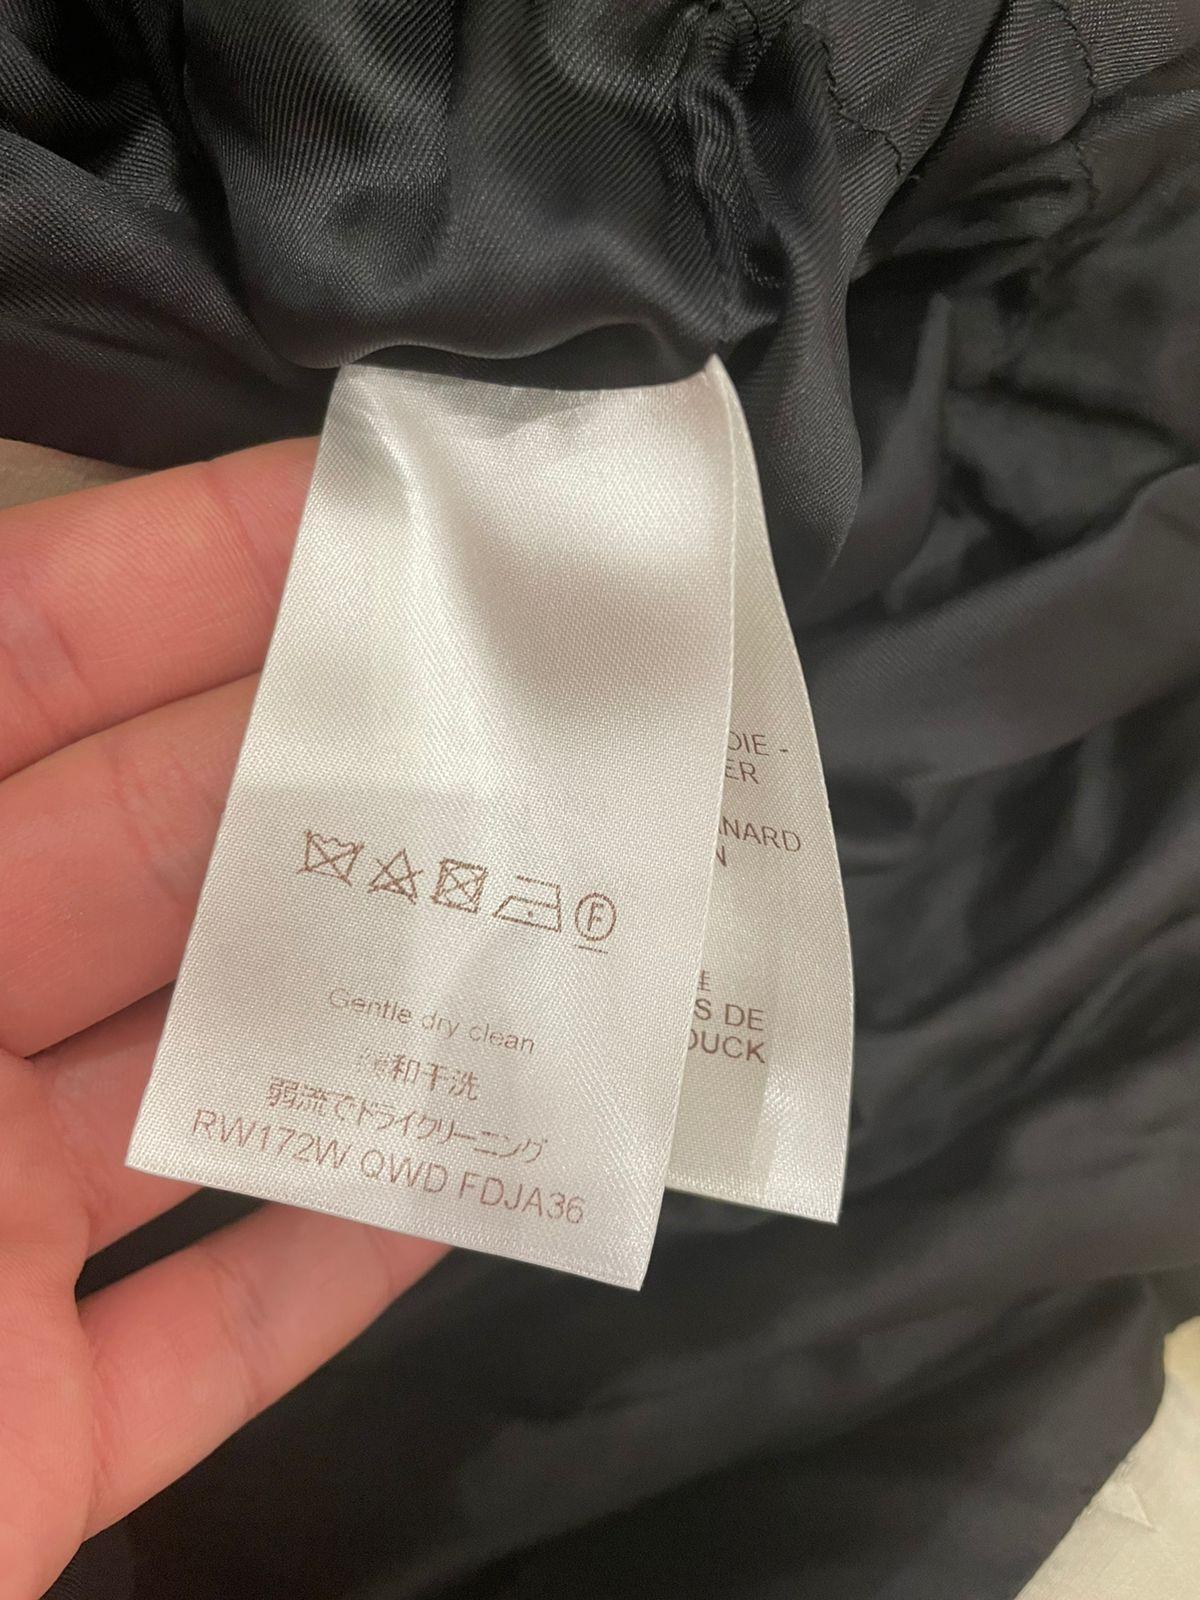 F
Gentle dry clean
緩和干洗
弱流でドライクリーニング
RW172W QWD FDJA36
OIE -
ER
ANARD
N
S DE
DUCK